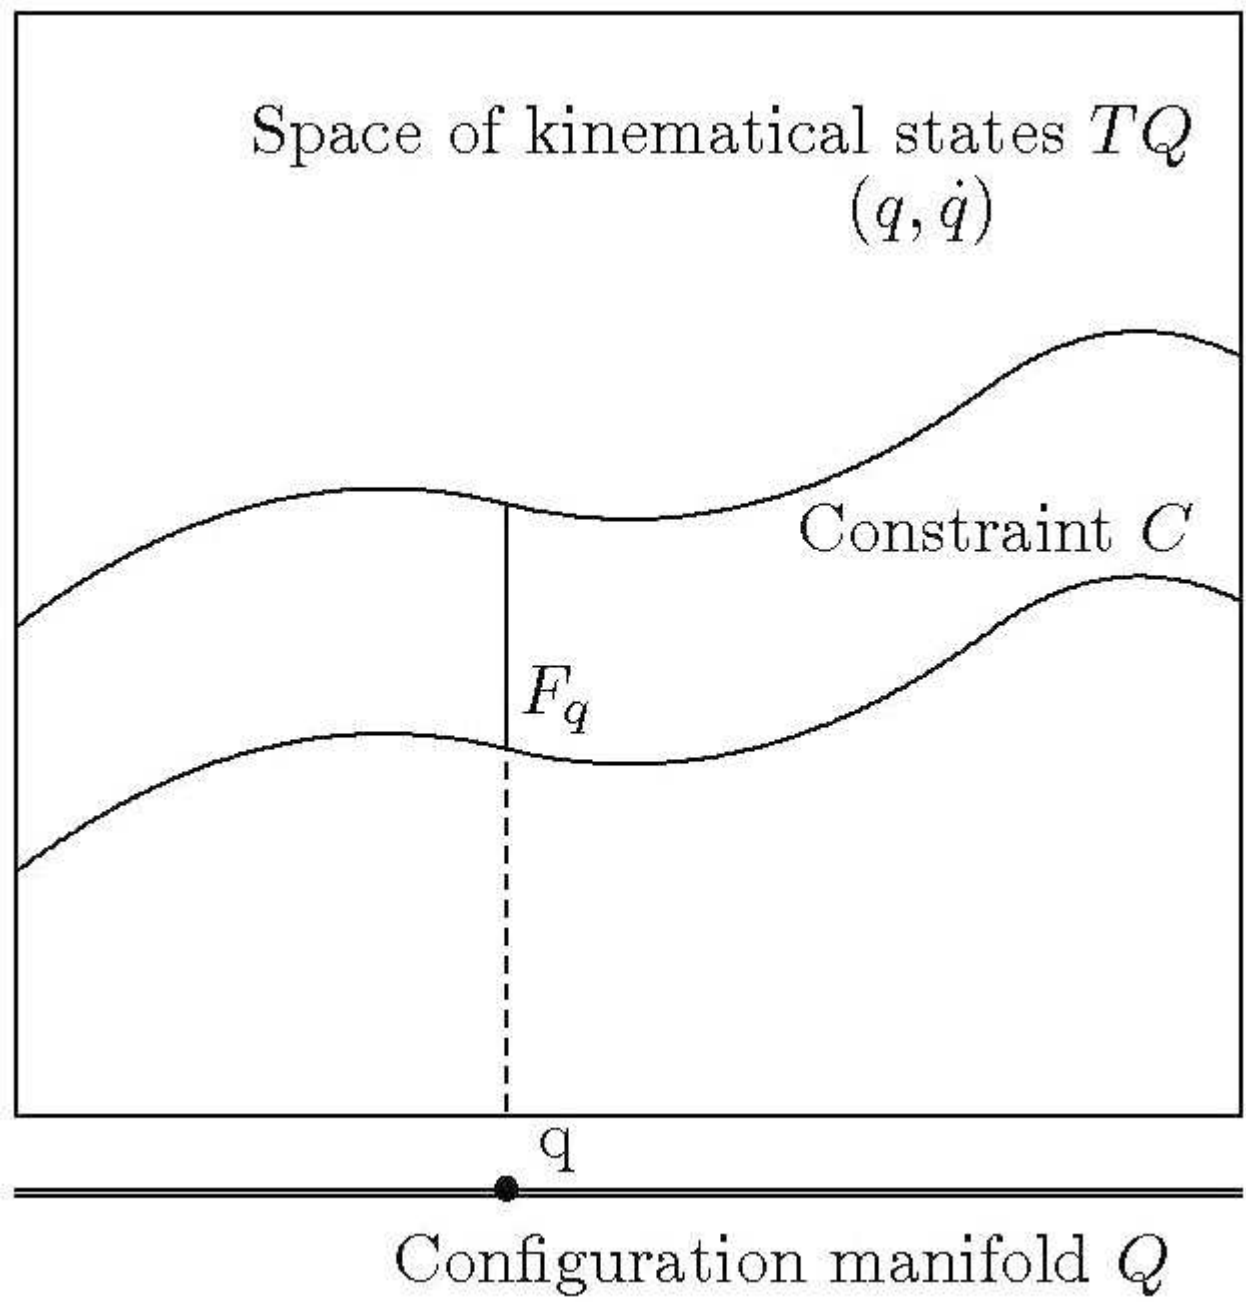 Space of kinematical states TQ
(q, q̇)
Constraint C
F_q
q
Configuration manifold Q